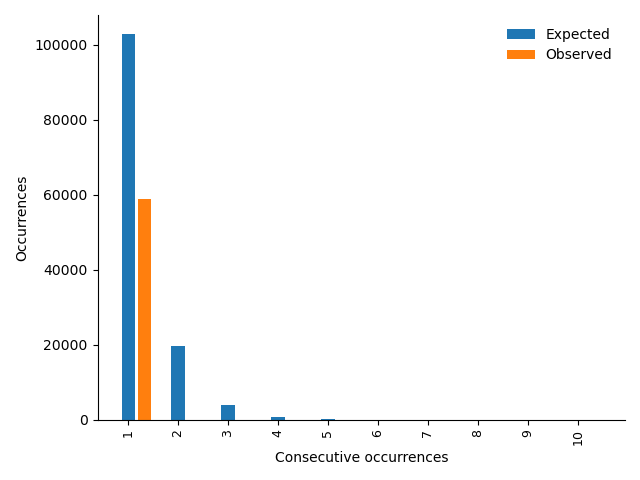 Expected
Observed
100000
80000
60000
40000
20000
0
Occurrences
1 2 3 4 5 6 7 8 9 10
Consecutive occurrences